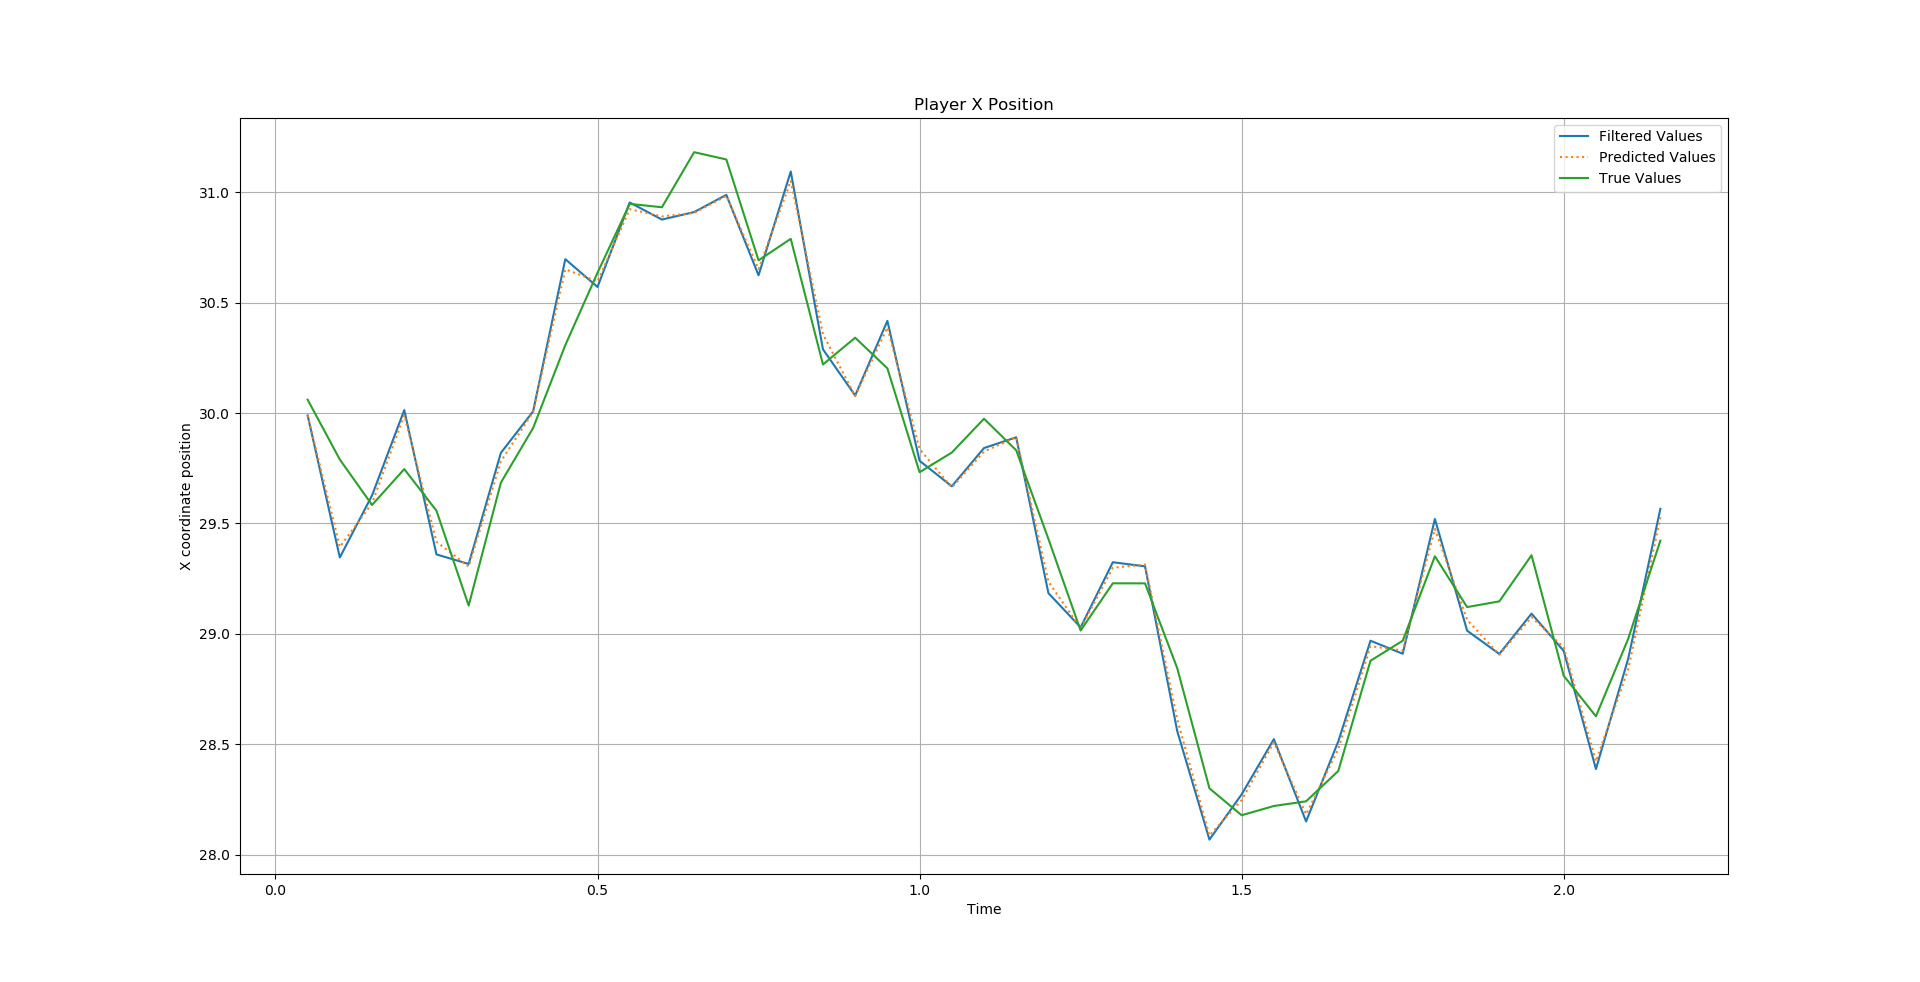 Player X Position
Filtered Values
Predicted Values
True Values
X coordinate position
31.0
30.5
30.0
29.5
29.0
28.5
28.0
0.0 0.5 1.0 1.5 2.0
Time